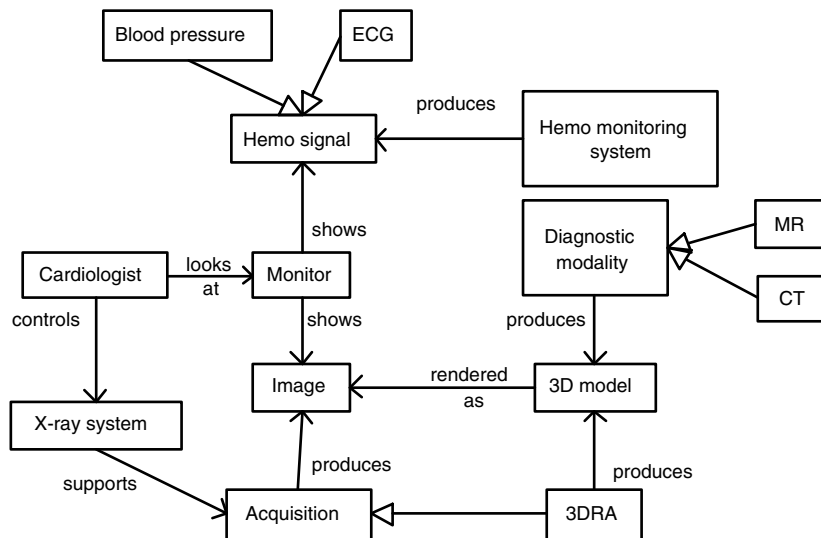 Blood pressure
ECG
produces
Hemo signal
Hemo monitoring
system
shows
Diagnostic
modality
MR
Cardiologist
looks
at
Monitor
CT
controls
shows
produces
Image
rendered
as
3D model
X-ray system
supports
produces
produces
Acquisition
3DRA